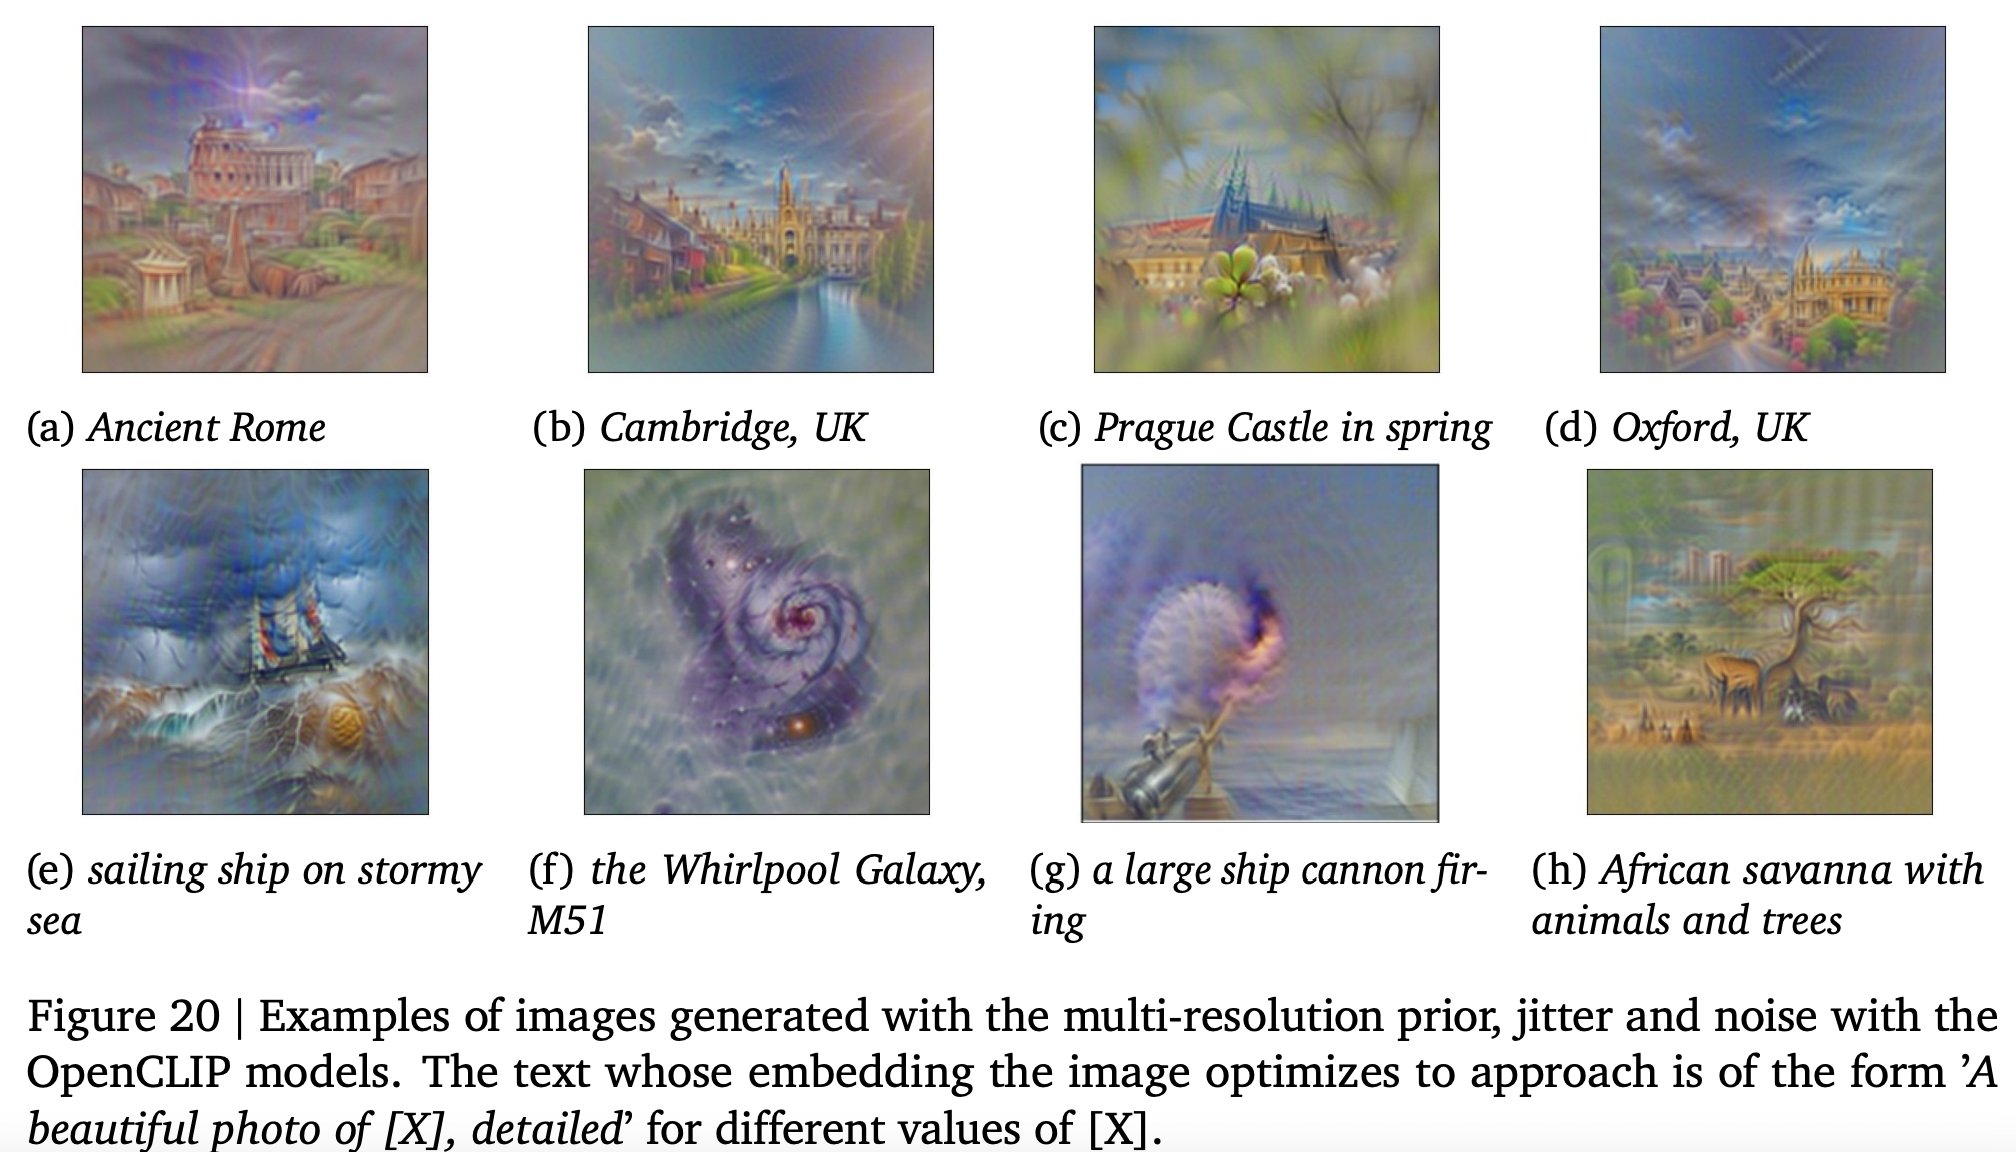 (a) Ancient Rome
(b) Cambridge, UK
(c) Prague Castle in spring
(d) Oxford, UK
(e) sailing ship on stormy
sea
(f) the Whirlpool Galaxy,
M51
(g) a large ship cannon fir-
ing
(h) African savanna with
animals and trees
Figure 20 | Examples of images generated with the multi-resolution prior, jitter and noise with the
OpenCLIP models. The text whose embedding the image optimizes to approach is of the form ’A
beautiful photo of [X], detailed’ for different values of [X].